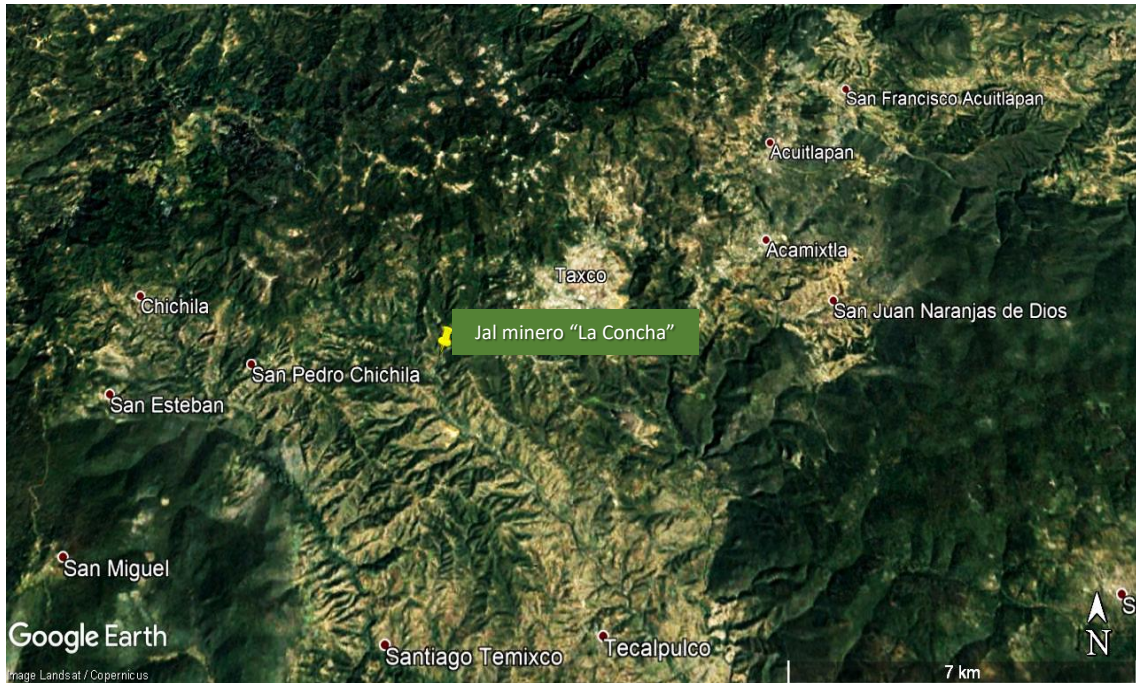 San Francisco Acuitlapan
Acuitlapan
Acamixtla
Taxco
Chichila
San Juan Naranjas de Dios
Jal minero “La Concha”
San Pedro Chichila
San Esteban
San Miguel
S
N
Google Earth
Santiago Temixco
Tecalpulco
7 km
mage Landsat / Copernicus